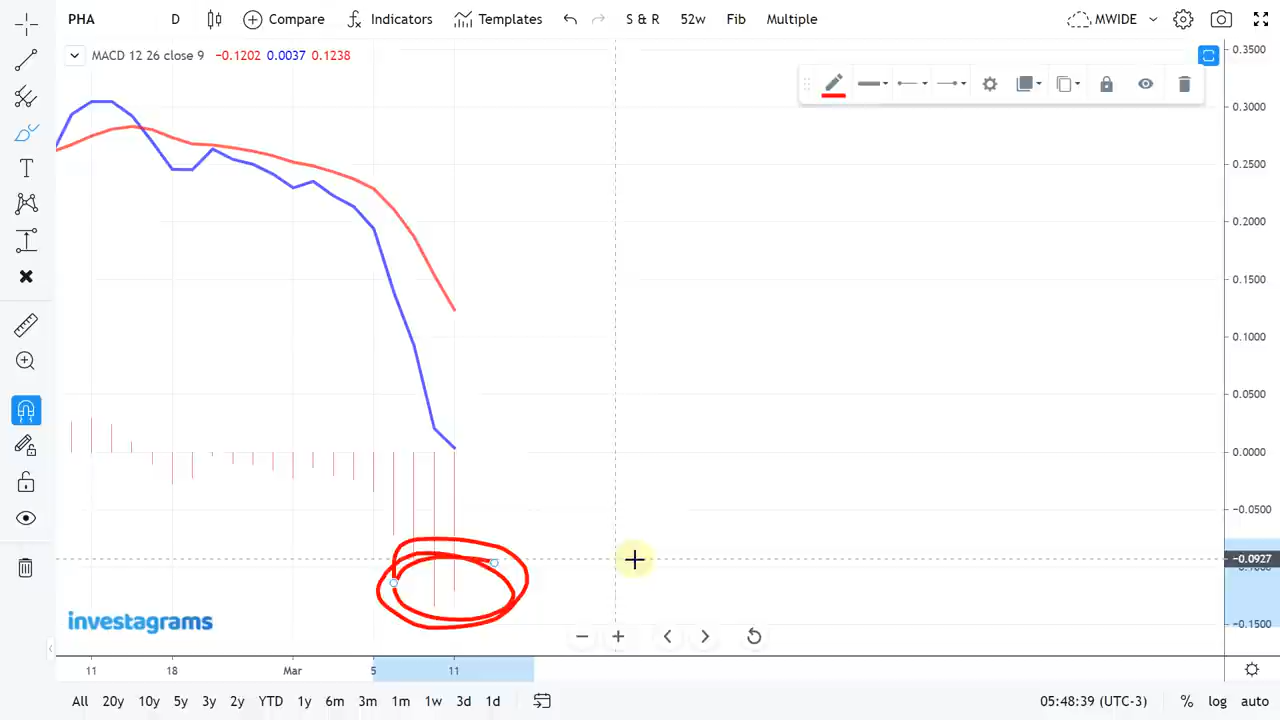 PHA D Compare Indicators Templates S & R 52w Fib Multiple MWIDE
MACD 12 26 close 9 −0.1202 0.0037 0.1238
0.3500
0.3000
0.2500
0.2000
0.1500
0.1000
0.0500
0.0000
−0.0500
−0.0927
−0.1500
investagrams
11 18 Mar 5 11
All 20y 10y 5y 3y 2y YTD 1y 6m 3m 1m 1w 3d 1d 05:48:39 (UTC-3) % log auto